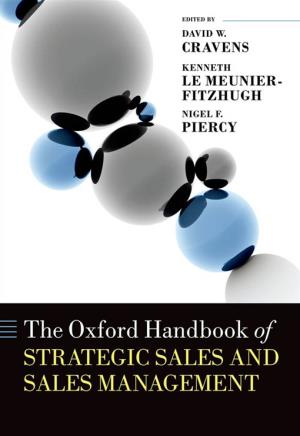 EDITED BY
DAVID W.
CRAVENS
KENNETH
LE MEUNIER-
FITZHUGH
NIGEL F.
PIERCY
The Oxford Handbook of
STRATEGIC SALES AND
SALES MANAGEMENT